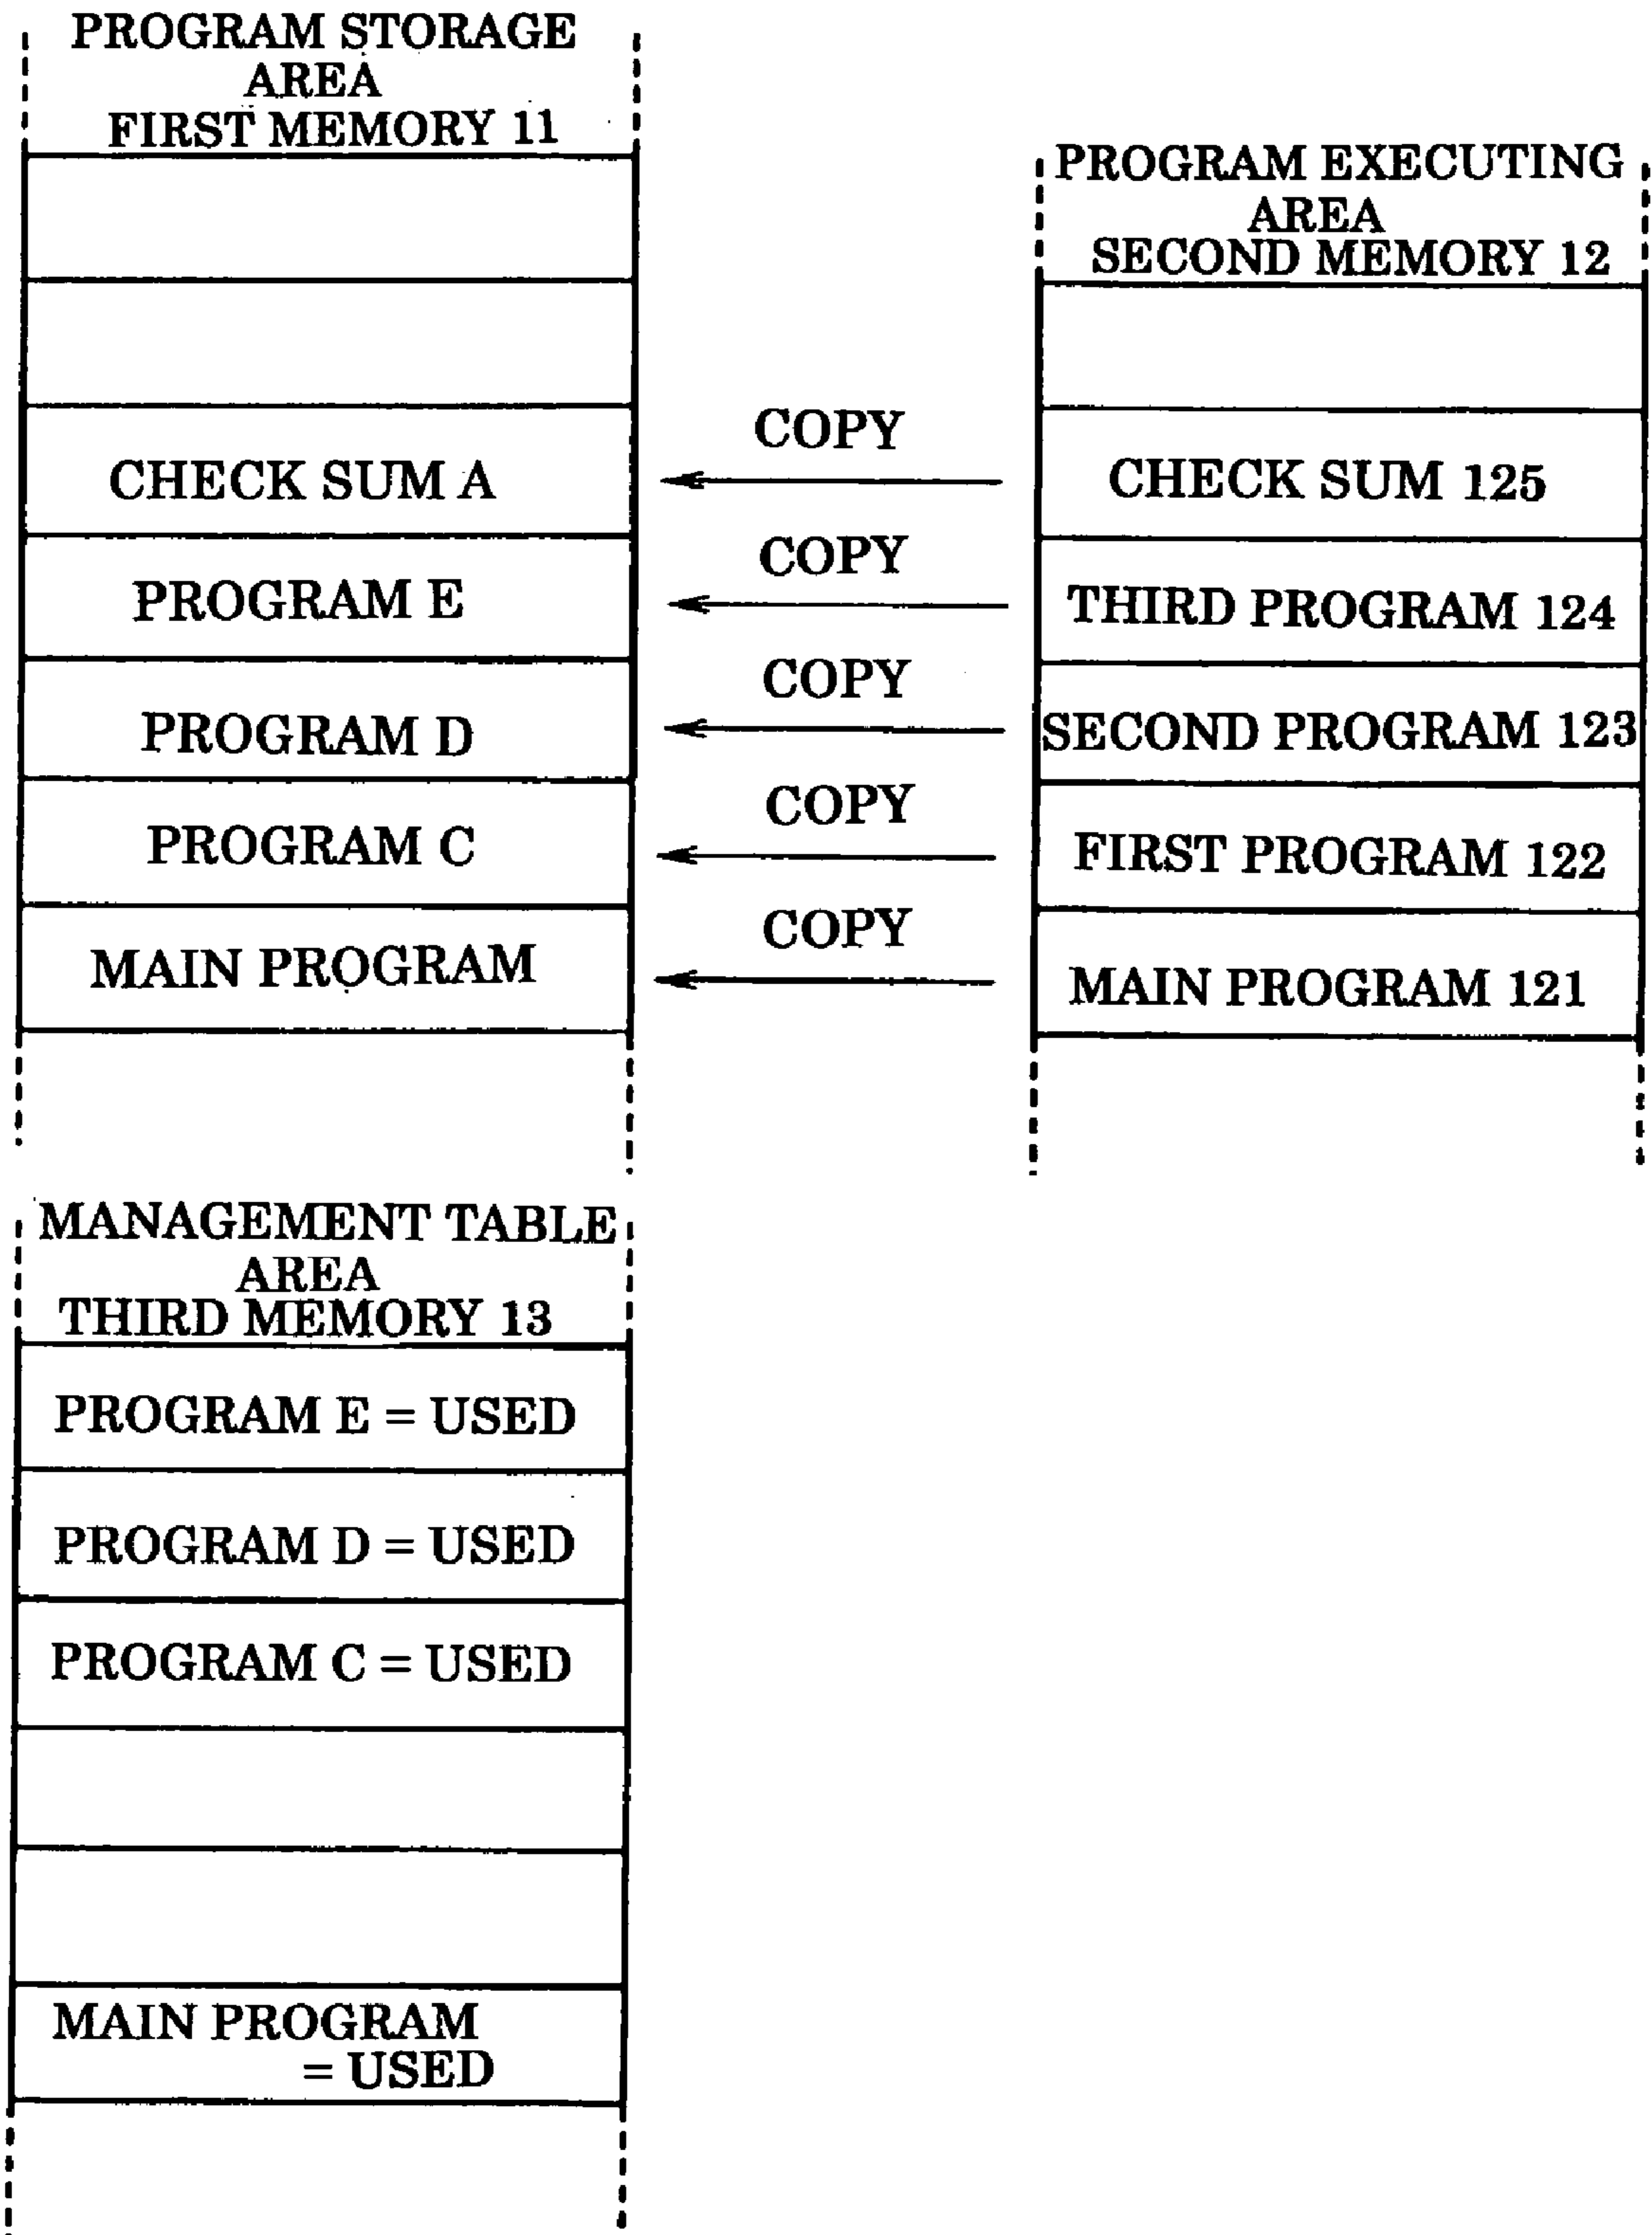 PROGRAM STORAGE
AREA
FIRST MEMORY 11
CHECK SUM A
PROGRAM E
PROGRAM D
PROGRAM C
MAIN PROGRAM
COPY
COPY
COPY
COPY
COPY
PROGRAM EXECUTING
AREA
SECOND MEMORY 12
CHECK SUM 125
THIRD PROGRAM 124
SECOND PROGRAM 123
FIRST PROGRAM 122
MAIN PROGRAM 121
MANAGEMENT TABLE
AREA
THIRD MEMORY 13
PROGRAM E = USED
PROGRAM D = USED
PROGRAM C = USED
MAIN PROGRAM
= USED